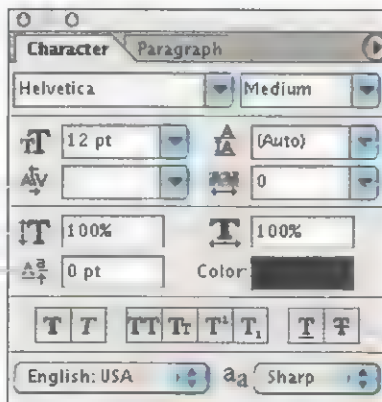 Character Paragraph
Helvetica Medium
12 pt (Auto)
0
100% 100%
0 pt Color:
T T TT Tr T¹ T₁ T T
English: USA aa Sharp